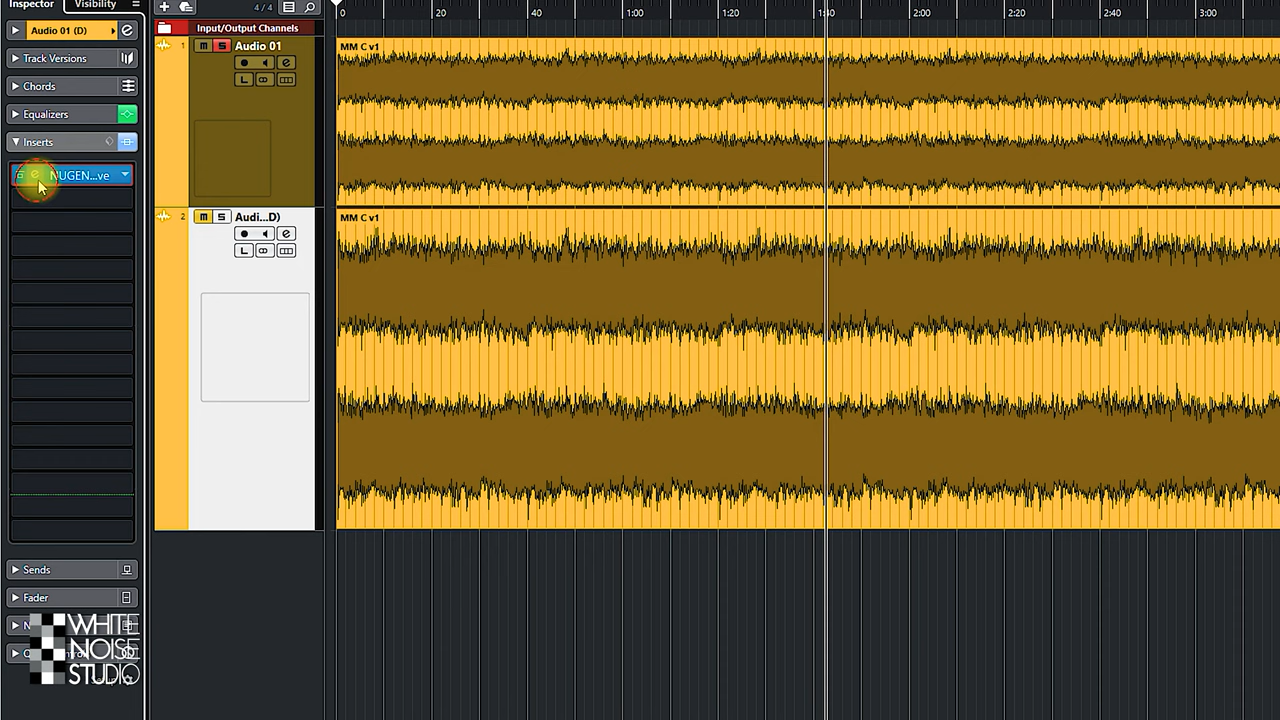 Inspector Visibility
4 / 4
0 20 40 1:00 1:20 1:40 2:00 2:20 2:40 3:00
Audio 01 (D)
Input/Output Channels
Track Versions
Chords
Equalizers
Inserts
NUGEN...ve
1 m S Audio 01
L
MM C v1
2 m S Audi...D)
L
MM C v1
Sends
Fader
WHITE
NOISE
STUDIO